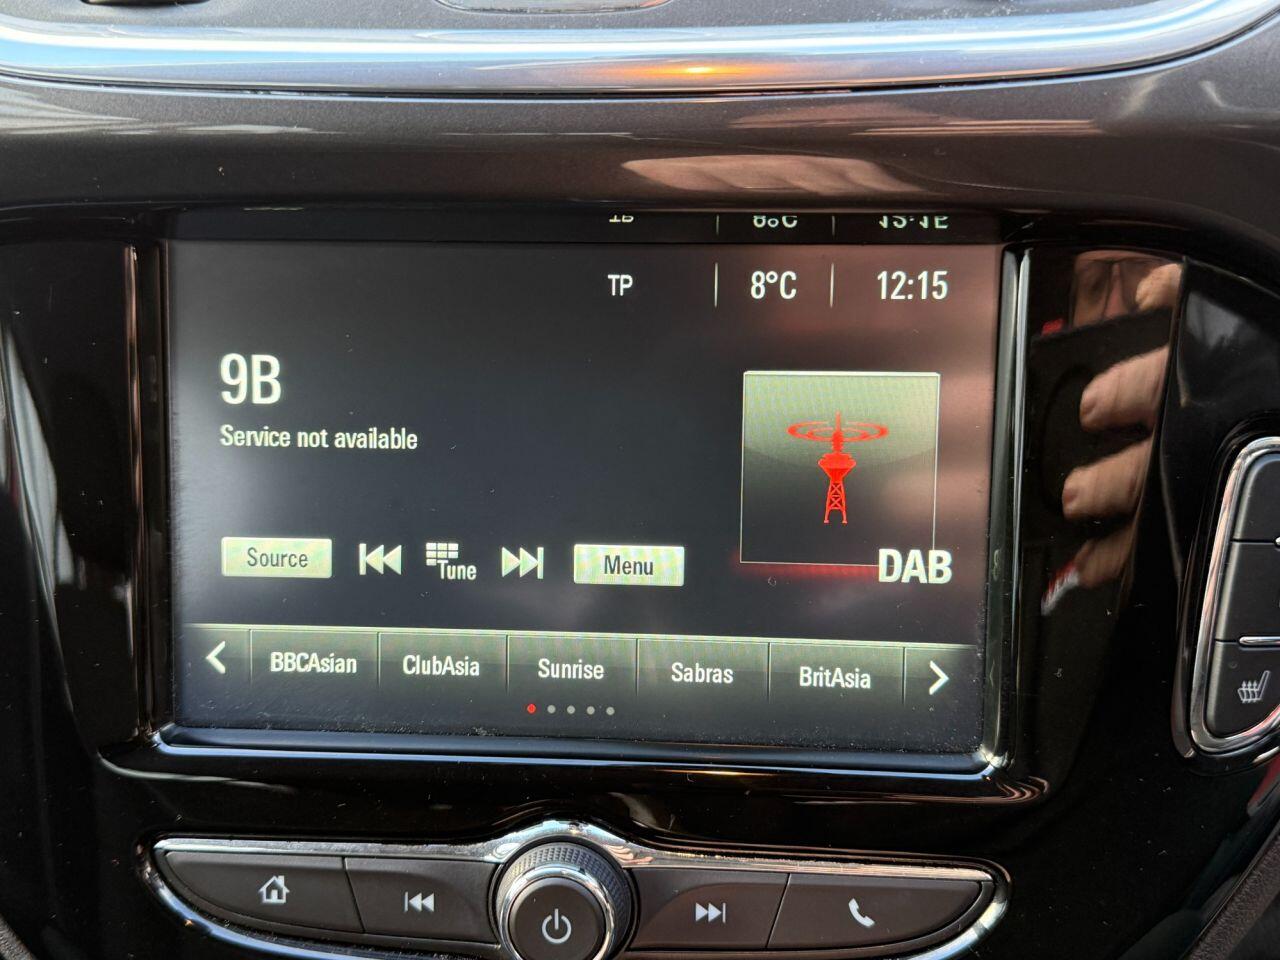 TP 8°C 12:15
9B
Service not available
Source Tune Menu
DAB
BBCAsian ClubAsia Sunrise Sabras BritAsia